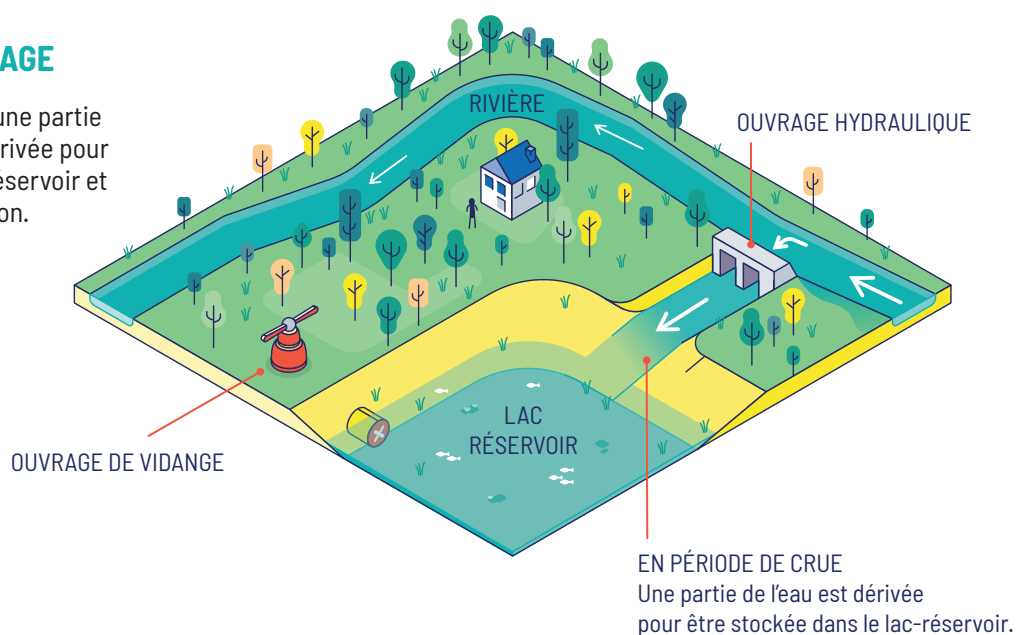 AGE
une partie
rivée pour
éservoir et
on.
RIVIÈRE
OUVRAGE HYDRAULIQUE
LAC
RÉSERVOIR
OUVRAGE DE VIDANGE
EN PÉRIODE DE CRUE
Une partie de l'eau est dérivée
pour être stockée dans le lac-réservoir.